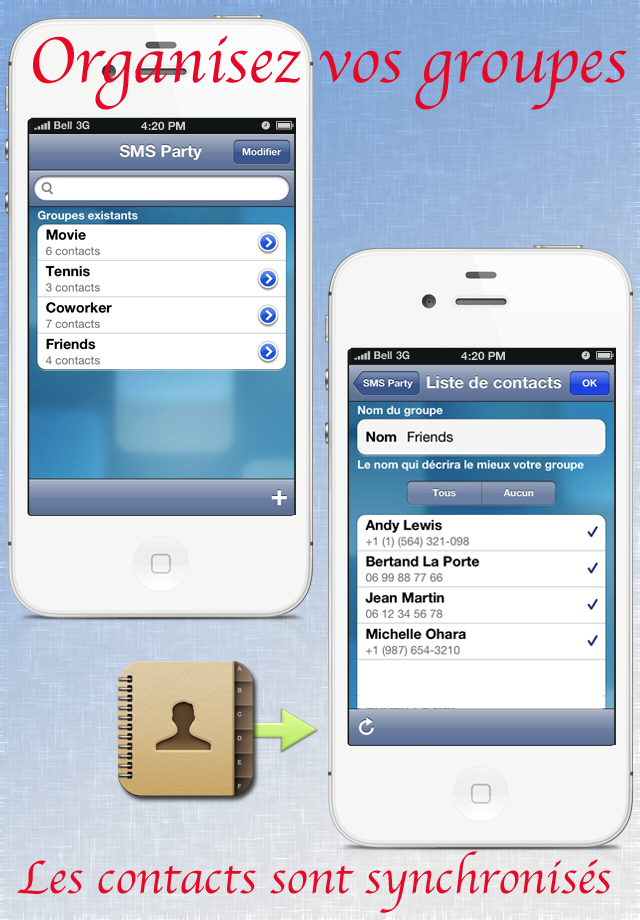 Organisez vos groupes
Bell 3G 4:20 PM
SMS Party Modifier
Groupes existants
Movie
6 contacts
Tennis
3 contacts
Coworker
7 contacts
Friends
4 contacts
+
Bell 3G 4:20 PM
SMS Party Liste de contacts OK
Nom du groupe
Nom Friends
Le nom qui décrira le mieux votre groupe
Tous Aucun
Andy Lewis
+1 (1) (564) 321-098
Bertand La Porte
06 99 88 77 66
Jean Martin
06 12 34 56 78
Michelle Ohara
+1 (987) 654-3210
A
B
C
D
E
F
Les contacts sont synchronisés